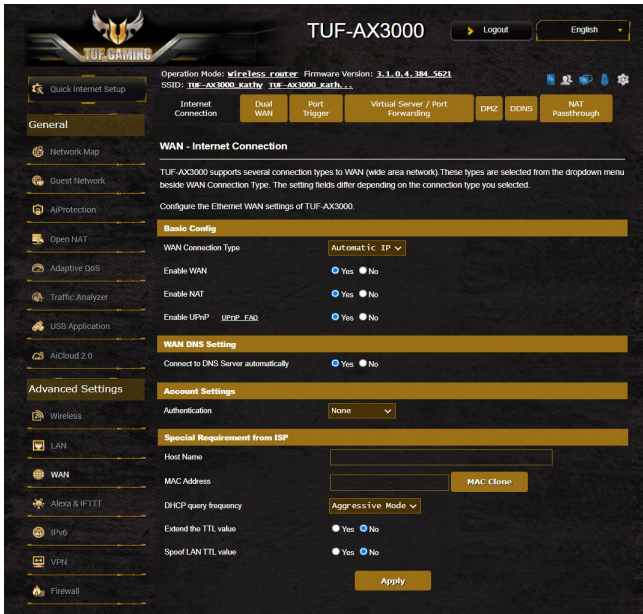 TUF GAMING
TUF-AX3000
Logout
English
Quick Internet Setup
Operation Mode: Wireless router Firmware Version: 3.1.0.4.384_5621
SSID: TUF-AX3000_Kathy TUF-AX3000_Kath...
General
Network Map
Guest Network
AiProtection
Open NAT
Adaptive QoS
Traffic Analyzer
USB Application
AiCloud 2.0
Advanced Settings
Wireless
LAN
WAN
Alexa & IFTTT
IPv6
VPN
Firewall
Internet Connection
Dual WAN
Port Trigger
Virtual Server / Port Forwarding
DMZ
DDNS
NAT Passthrough
WAN - Internet Connection
TUF-AX3000 supports several connection types to WAN (wide area network).These types are selected from the dropdown menu
beside WAN Connection Type. The setting fields differ depending on the connection type you selected.
Configure the Ethernet WAN settings of TUF-AX3000.
Basic Config
WAN Connection Type Automatic IP
Enable WAN Yes No
Enable NAT Yes No
Enable UPnP UPnP FAQ Yes No
WAN DNS Setting
Connect to DNS Server automatically Yes No
Account Settings
Authentication None
Special Requirement from ISP
Host Name
MAC Address MAC Clone
DHCP query frequency Aggressive Mode
Extend the TTL value Yes No
Spoof LAN TTL value Yes No
Apply